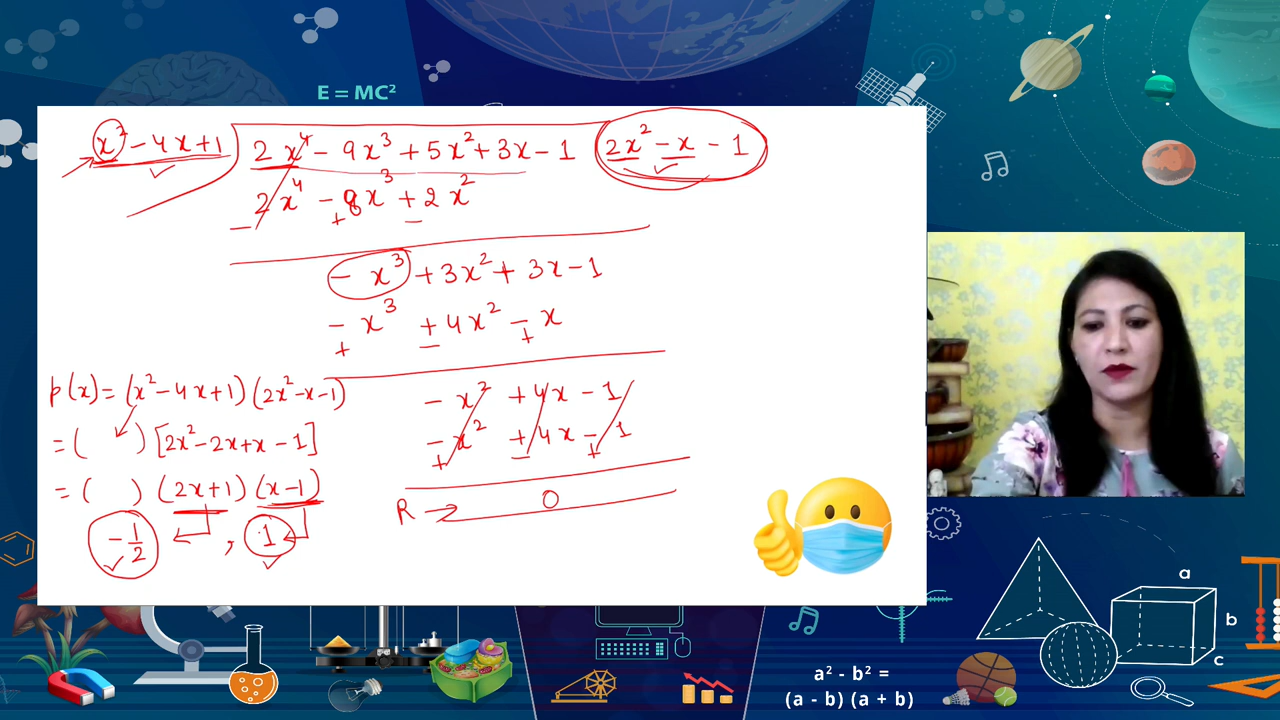 E = MC²
x² - 4x + 1 ) 2x⁴ - 9x³ + 5x² + 3x - 1 ( 2x² - x - 1
2x⁴ - 8x³ + 2x²
- + -
- x³ + 3x² + 3x - 1
- x³ + 4x² - x
+ - +
- x² + 4x - 1
- x² + 4x - 1
+ - +
R → 0
p(x) = (x² - 4x + 1) (2x² - x - 1)
= ( ) [2x² - 2x + x - 1]
= ( ) (2x + 1) (x - 1)
- 1/2 , 1
a
b
c
a² - b² =
(a - b) (a + b)